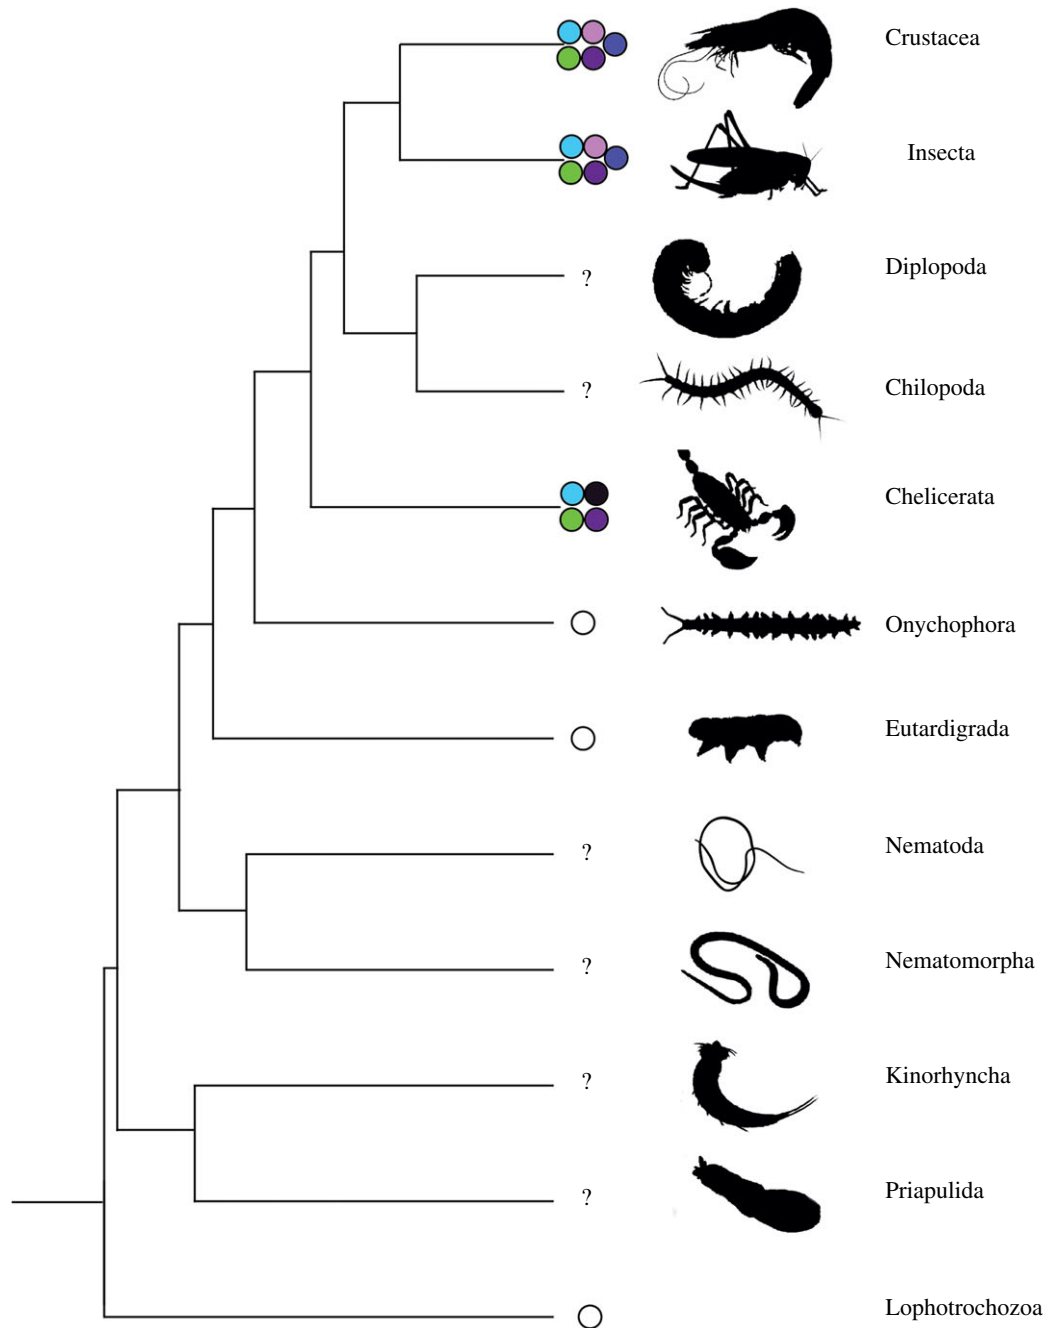 Crustacea
Insecta
? Diplopoda
? Chilopoda
Chelicerata
Onychophora
Eutardigrada
? Nematoda
? Nematomorpha
? Kinorhyncha
? Priapulida
Lophotrochozoa